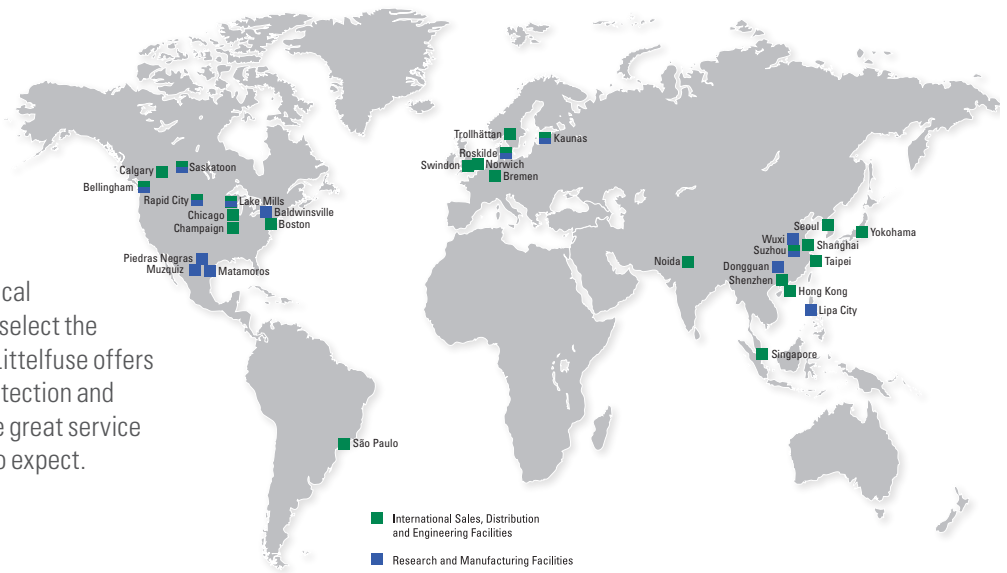 Trollhättan
Kaunas
Roskilde
Swindon
Norwich
Bremen
Calgary
Saskatoon
Bellingham
Rapid City
Lake Mills
Chicago
Baldwinsville
Champaign
Boston
Piedras Negras
Muzquiz
Matamoros
Seoul
Yokohama
Wuxi
Suzhou
Shanghai
Noida
Taipei
Dongguan
Shenzhen
Hong Kong
Lipa City
Singapore
São Paulo
cal
select the
Littelfuse offers
tection and
e great service
o expect.
International Sales, Distribution
and Engineering Facilities
Research and Manufacturing Facilities